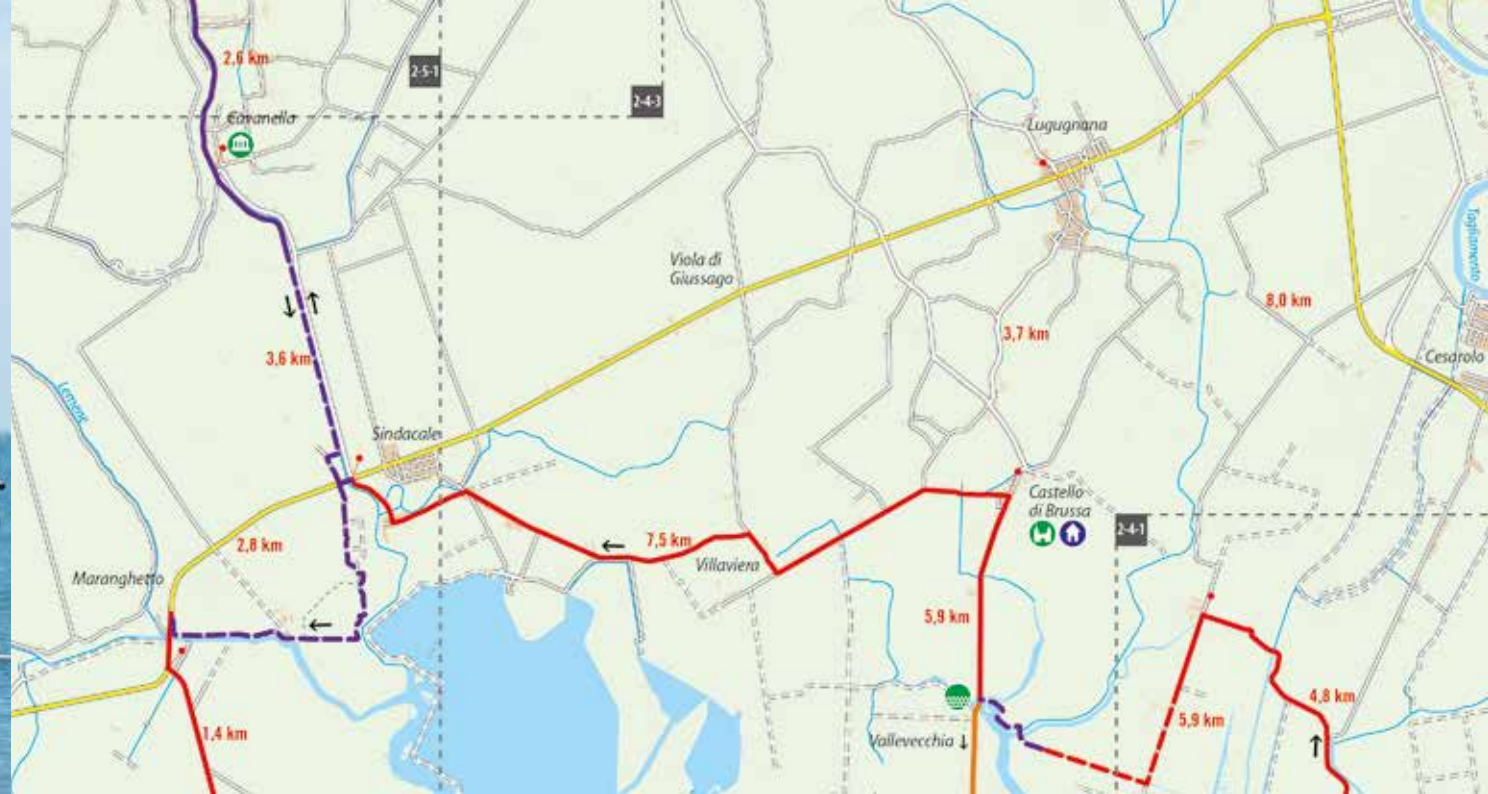 2,6 km
2-5-1
2-4-3
Cavanella
Lugugnana
Tagliamento
Viola di
Giussago
8,0 km
3,7 km
3,6 km
Cesarolo
Lemene
Sindacale
Castello
di Brussa
2-4-1
7,5 km
2,8 km
Villaviera
Maranghetto
5,9 km
4,8 km
5,9 km
1,4 km
Vallevecchia ↓